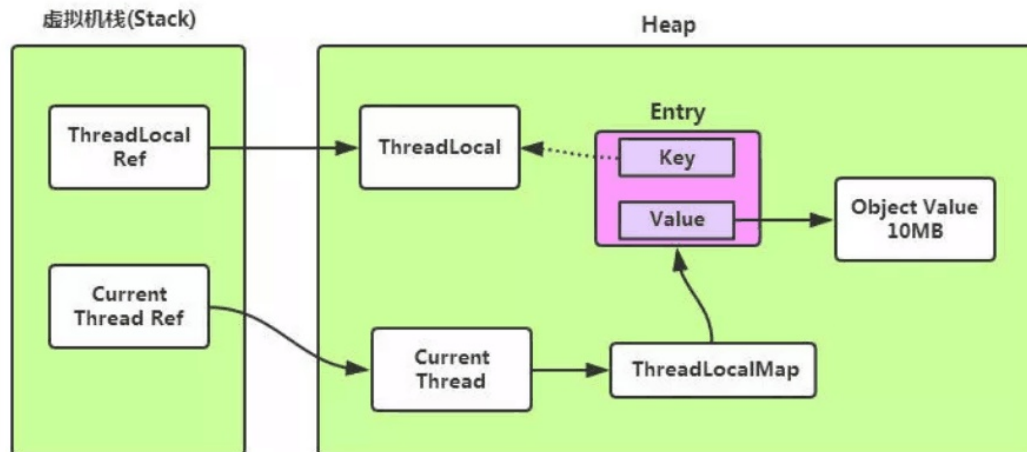 虚拟机栈(Stack)
Heap
ThreadLocal
Ref
ThreadLocal
Entry
Key
Value
Object Value
10MB
Current
Thread Ref
Current
Thread
ThreadLocalMap